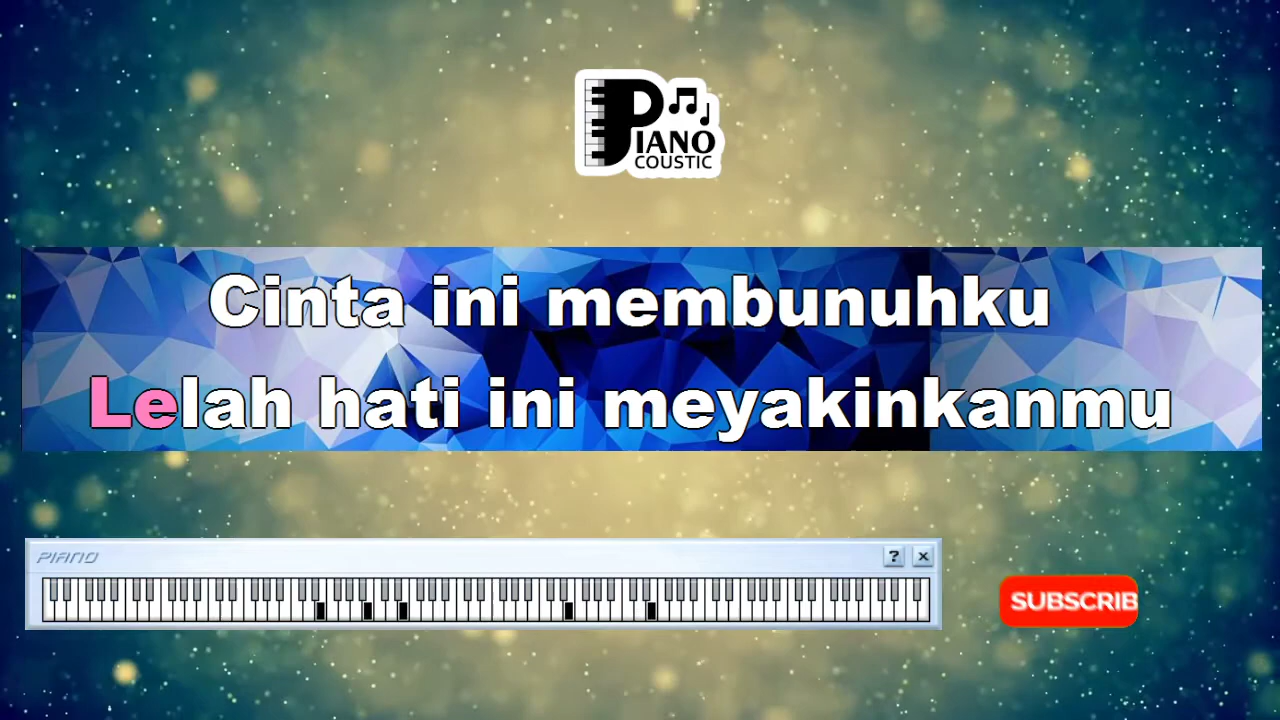 PIANO
COUSTIC
Cinta ini membunuhku
Lelah hati ini meyakinkanmu
PIANO
?
×
SUBSCRIB